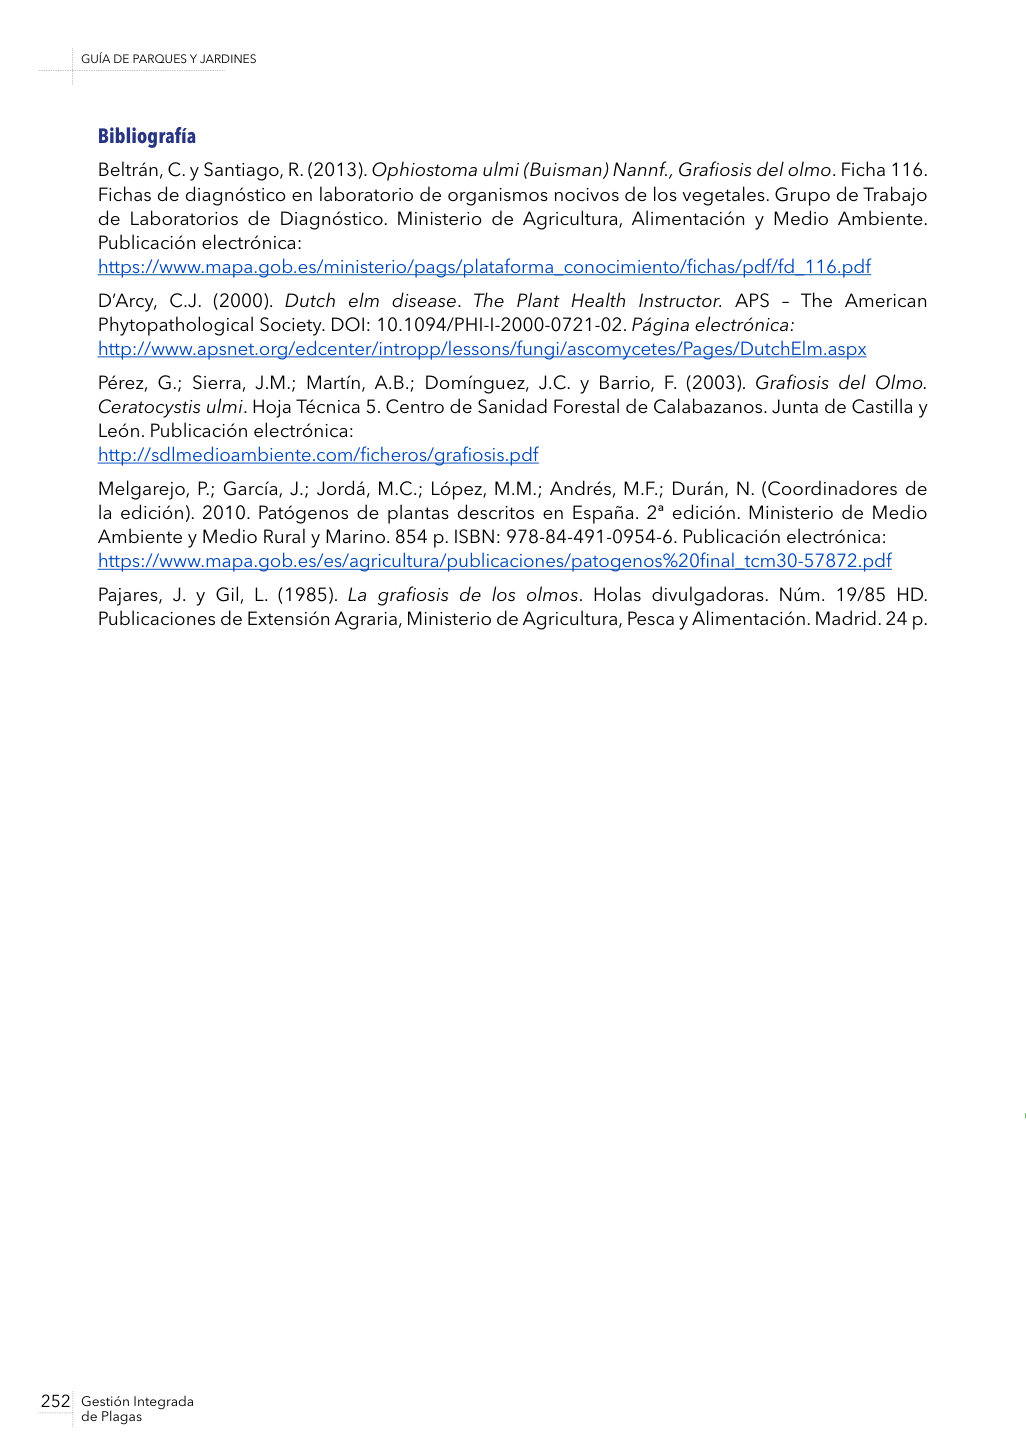 GUÍA DE PARQUES Y JARDINES
Bibliografía
Beltrán, C. y Santiago, R. (2013). Ophiostoma ulmi (Buisman) Nannf., Grafiosis del olmo. Ficha 116.
Fichas de diagnóstico en laboratorio de organismos nocivos de los vegetales. Grupo de Trabajo
de Laboratorios de Diagnóstico. Ministerio de Agricultura, Alimentación y Medio Ambiente.
Publicación electrónica:
https://www.mapa.gob.es/ministerio/pags/plataforma_conocimiento/fichas/pdf/fd_116.pdf
D’Arcy, C.J. (2000). Dutch elm disease. The Plant Health Instructor. APS – The American
Phytopathological Society. DOI: 10.1094/PHI-I-2000-0721-02. Página electrónica:
http://www.apsnet.org/edcenter/intropp/lessons/fungi/ascomycetes/Pages/DutchElm.aspx
Pérez, G.; Sierra, J.M.; Martín, A.B.; Domínguez, J.C. y Barrio, F. (2003). Grafiosis del Olmo.
Ceratocystis ulmi. Hoja Técnica 5. Centro de Sanidad Forestal de Calabazanos. Junta de Castilla y
León. Publicación electrónica:
http://sdlmedioambiente.com/ficheros/grafiosis.pdf
Melgarejo, P.; García, J.; Jordá, M.C.; López, M.M.; Andrés, M.F.; Durán, N. (Coordinadores de
la edición). 2010. Patógenos de plantas descritos en España. 2ª edición. Ministerio de Medio
Ambiente y Medio Rural y Marino. 854 p. ISBN: 978-84-491-0954-6. Publicación electrónica:
https://www.mapa.gob.es/es/agricultura/publicaciones/patogenos%20final_tcm30-57872.pdf
Pajares, J. y Gil, L. (1985). La grafiosis de los olmos. Holas divulgadoras. Núm. 19/85 HD.
Publicaciones de Extensión Agraria, Ministerio de Agricultura, Pesca y Alimentación. Madrid. 24 p.
252 Gestión Integrada
de Plagas